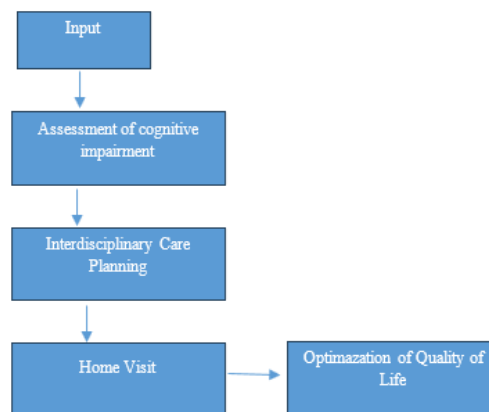 Input
Assessment of cognitive
impairment
Interdisciplinary Care
Planning
Home Visit
Optimazation of Quality of
Life